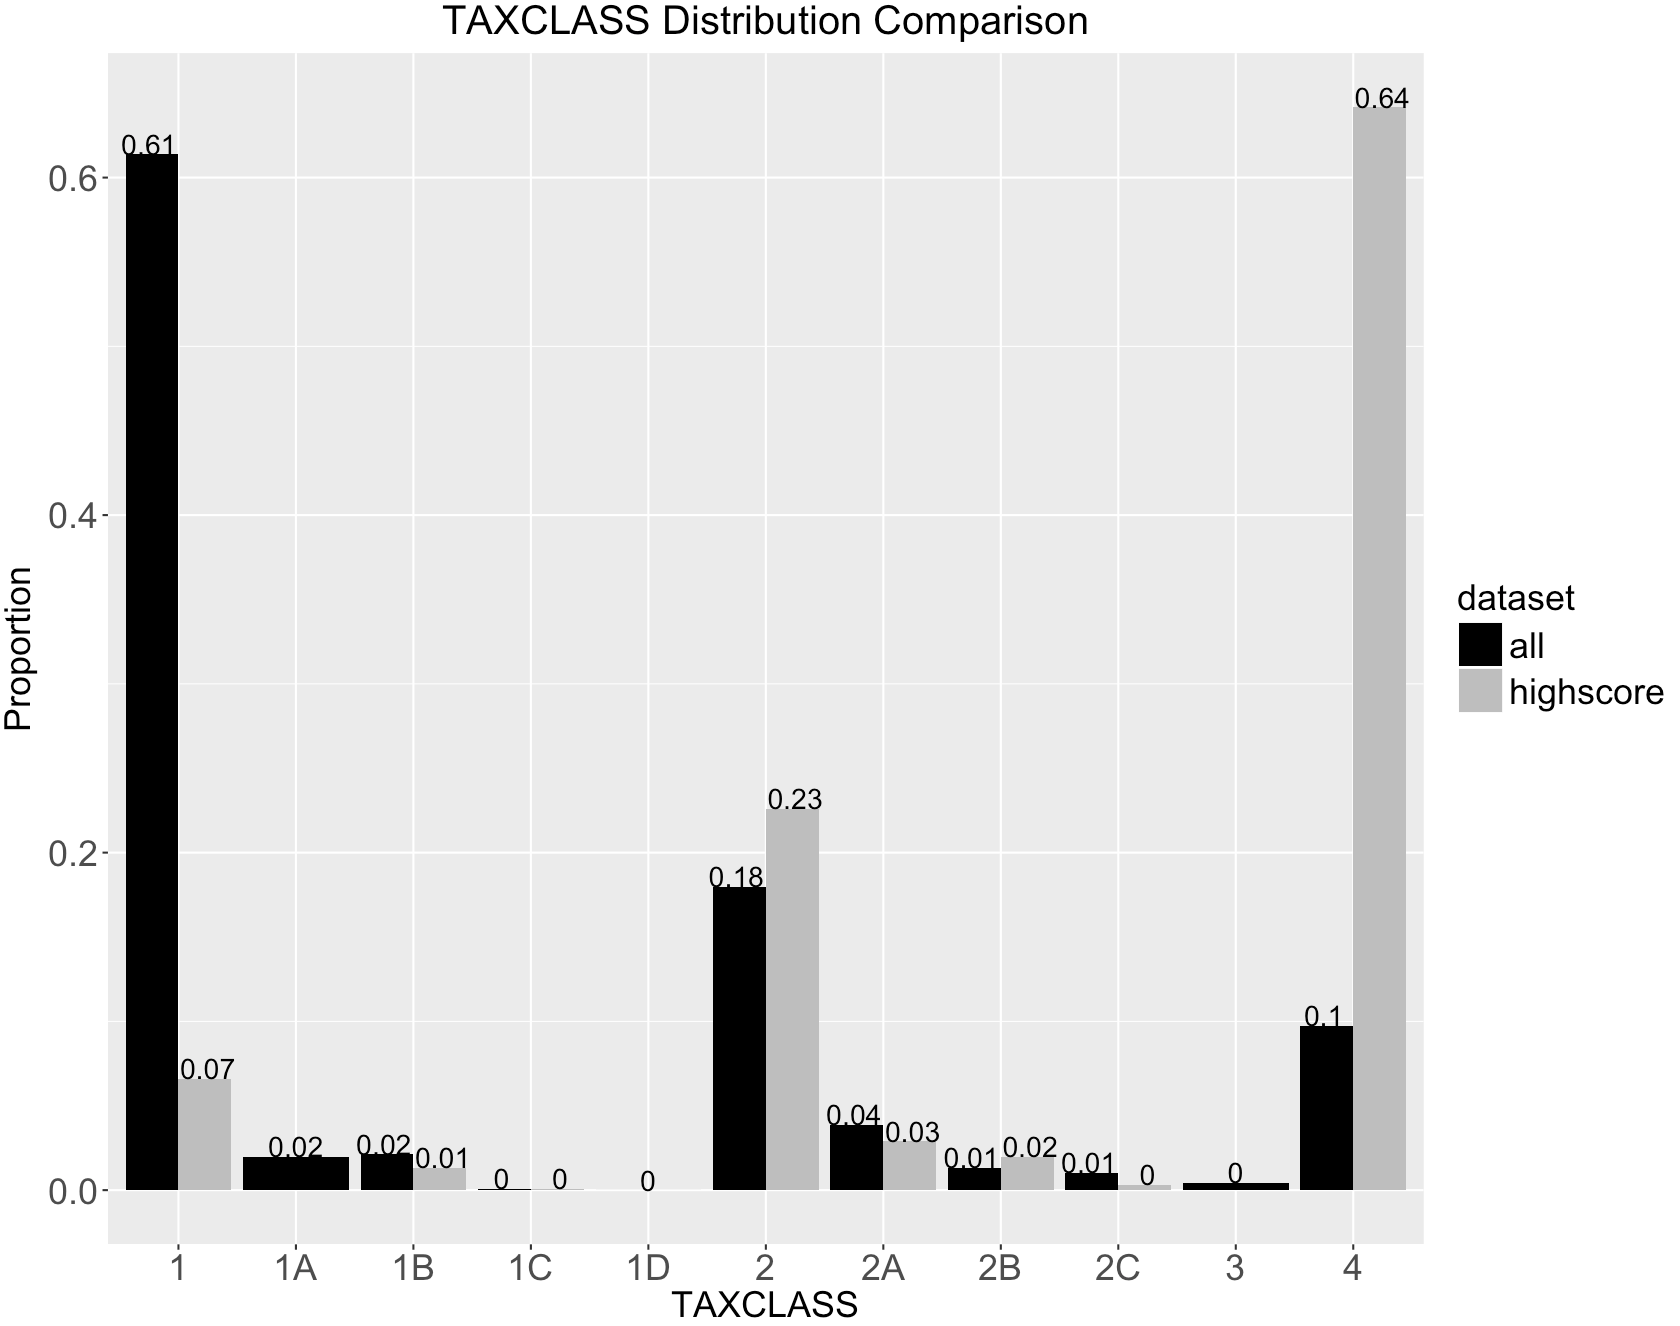 TAXCLASS Distribution Comparison
0.64
0.61
0.6
0.4
0.23
0.2
0.18
0.1
0.07
0.04
0.03
0.02 0.02 0.01 0.01 0.02 0.01
0 0 0 0 0
0.0
1 1A 1B 1C 1D 2 2A 2B 2C 3 4
TAXCLASS
Proportion
dataset
all
highscore